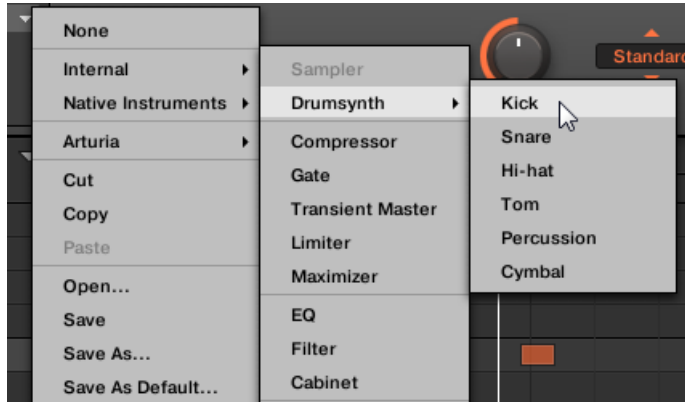 None
Internal
Native Instruments
Arturia
Cut
Copy
Paste
Open...
Save
Save As...
Save As Default...
Sampler
Drumsynth
Compressor
Gate
Transient Master
Limiter
Maximizer
EQ
Filter
Cabinet
Kick
Snare
Hi-hat
Tom
Percussion
Cymbal
Standard